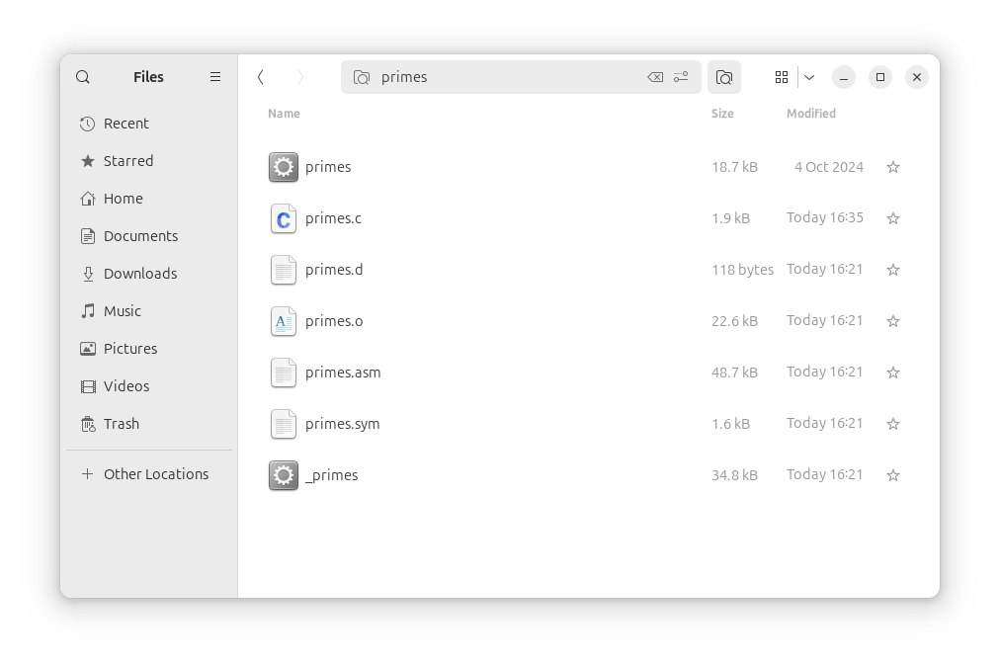 Files
primes
Name Size Modified
Recent
Starred
Home
Documents
Downloads
Music
Pictures
Videos
Trash
Other Locations
primes 18.7 kB 4 Oct 2024
C primes.c 1.9 kB Today 16:35
primes.d 118 bytes Today 16:21
A primes.o 22.6 kB Today 16:21
primes.asm 48.7 kB Today 16:21
primes.sym 1.6 kB Today 16:21
_primes 34.8 kB Today 16:21